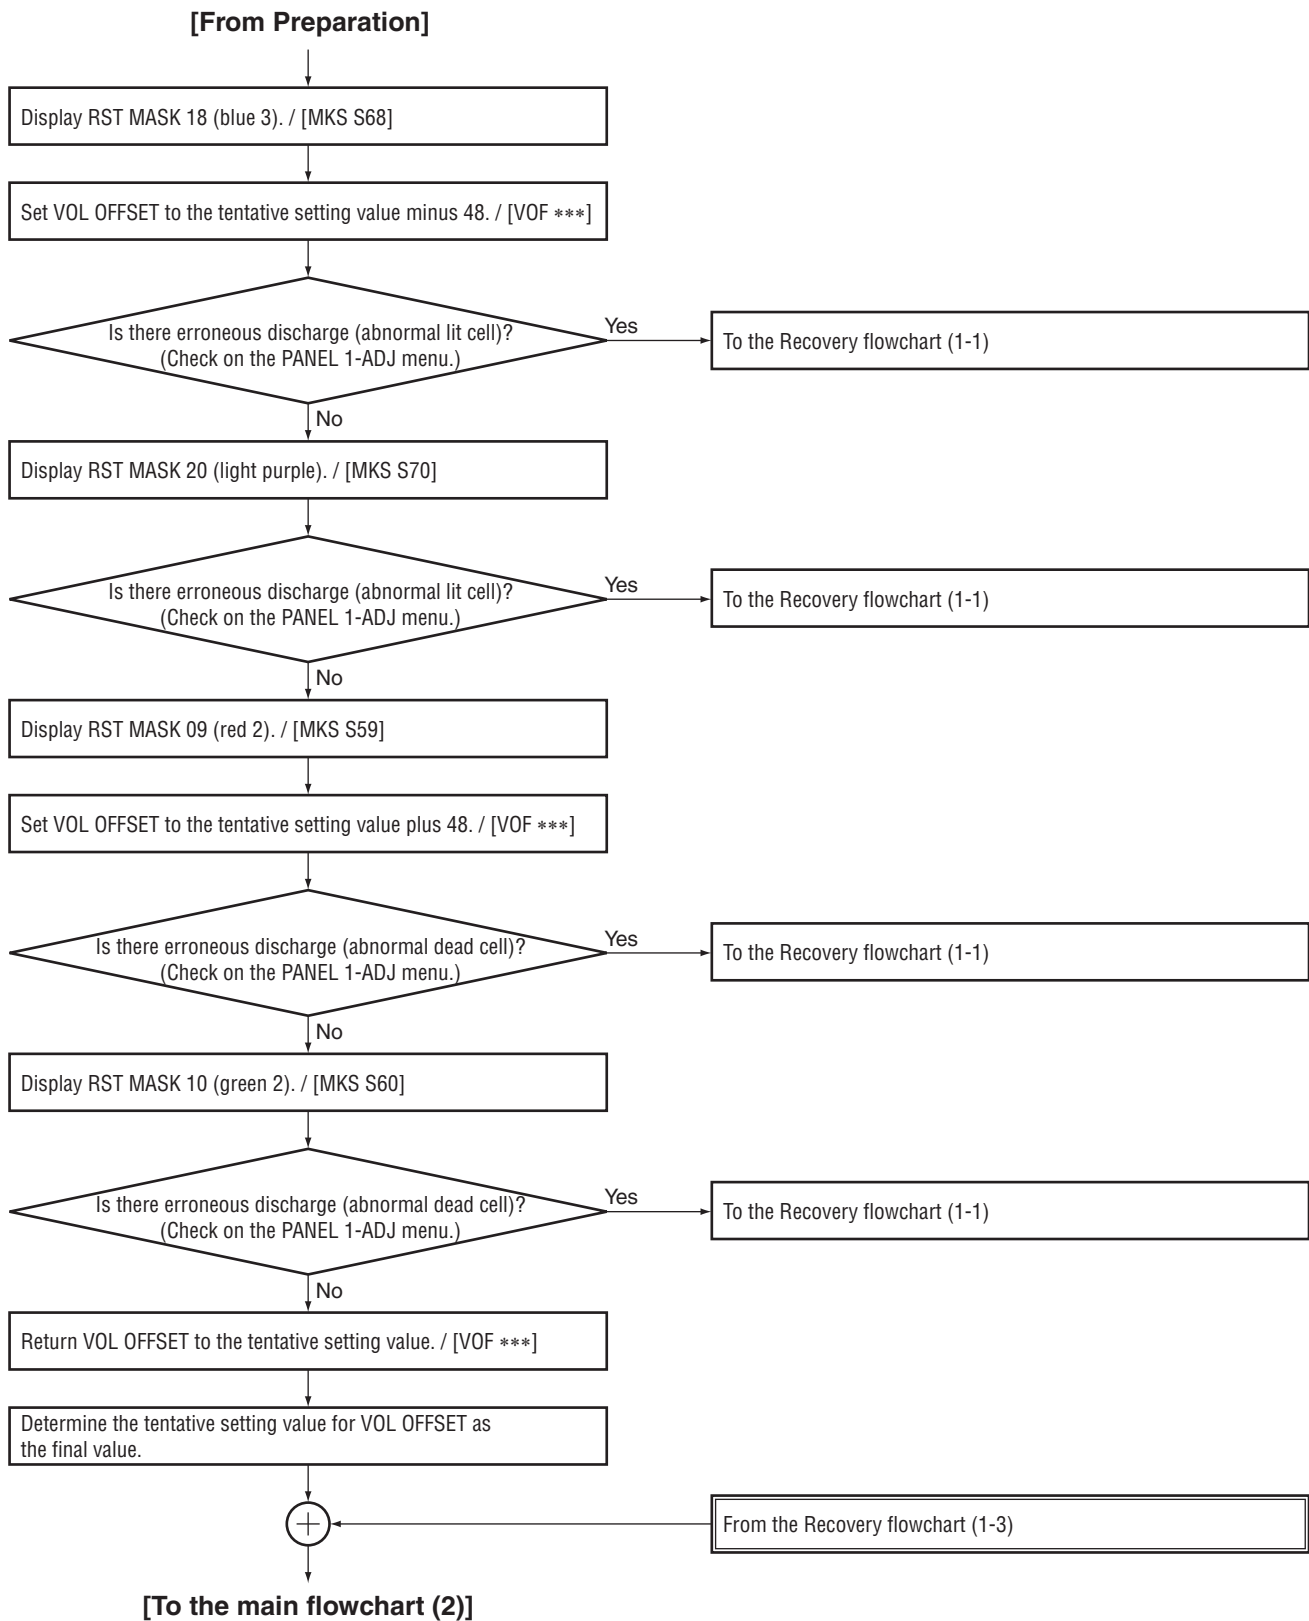 [From Preparation]
Display RST MASK 18 (blue 3). / [MKS S68]
Set VOL OFFSET to the tentative setting value minus 48. / [VOF ***]
Is there erroneous discharge (abnormal lit cell)?
(Check on the PANEL 1-ADJ menu.)
Yes
To the Recovery flowchart (1-1)
No
Display RST MASK 20 (light purple). / [MKS S70]
Is there erroneous discharge (abnormal lit cell)?
(Check on the PANEL 1-ADJ menu.)
Yes
To the Recovery flowchart (1-1)
No
Display RST MASK 09 (red 2). / [MKS S59]
Set VOL OFFSET to the tentative setting value plus 48. / [VOF ***]
Is there erroneous discharge (abnormal dead cell)?
(Check on the PANEL 1-ADJ menu.)
Yes
To the Recovery flowchart (1-1)
No
Display RST MASK 10 (green 2). / [MKS S60]
Is there erroneous discharge (abnormal dead cell)?
(Check on the PANEL 1-ADJ menu.)
Yes
To the Recovery flowchart (1-1)
No
Return VOL OFFSET to the tentative setting value. / [VOF ***]
Determine the tentative setting value for VOL OFFSET as
the final value.
From the Recovery flowchart (1-3)
[To the main flowchart (2)]